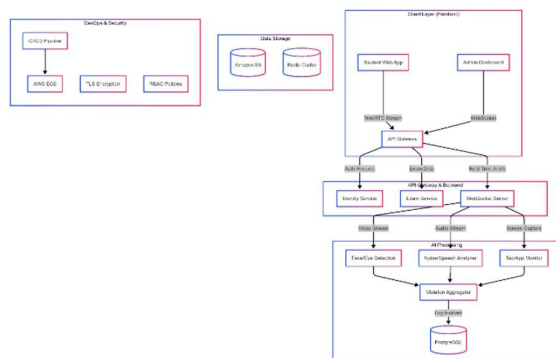 DevOps & Security
CI/CD Pipeline
AWS ECS
TLS Encryption
RBAC Policies
Data Storage
Amazon S3
Redis Cache
Client Layer (Frontend)
Student Web App
Admin Dashboard
WebRTC Stream
WebSocket
API Gateway
Auth Request
Exam Data
Real-Time Alerts
API Gateway & Backend
Identity Service
Exam Service
WebSocket Server
Video Stream
Audio Stream
Screen Capture
AI Processing
Face/Eye Detection
Noise/Speech Analyzer
Tab/App Monitor
Violation Aggregator
Log Incident
PostgreSQL